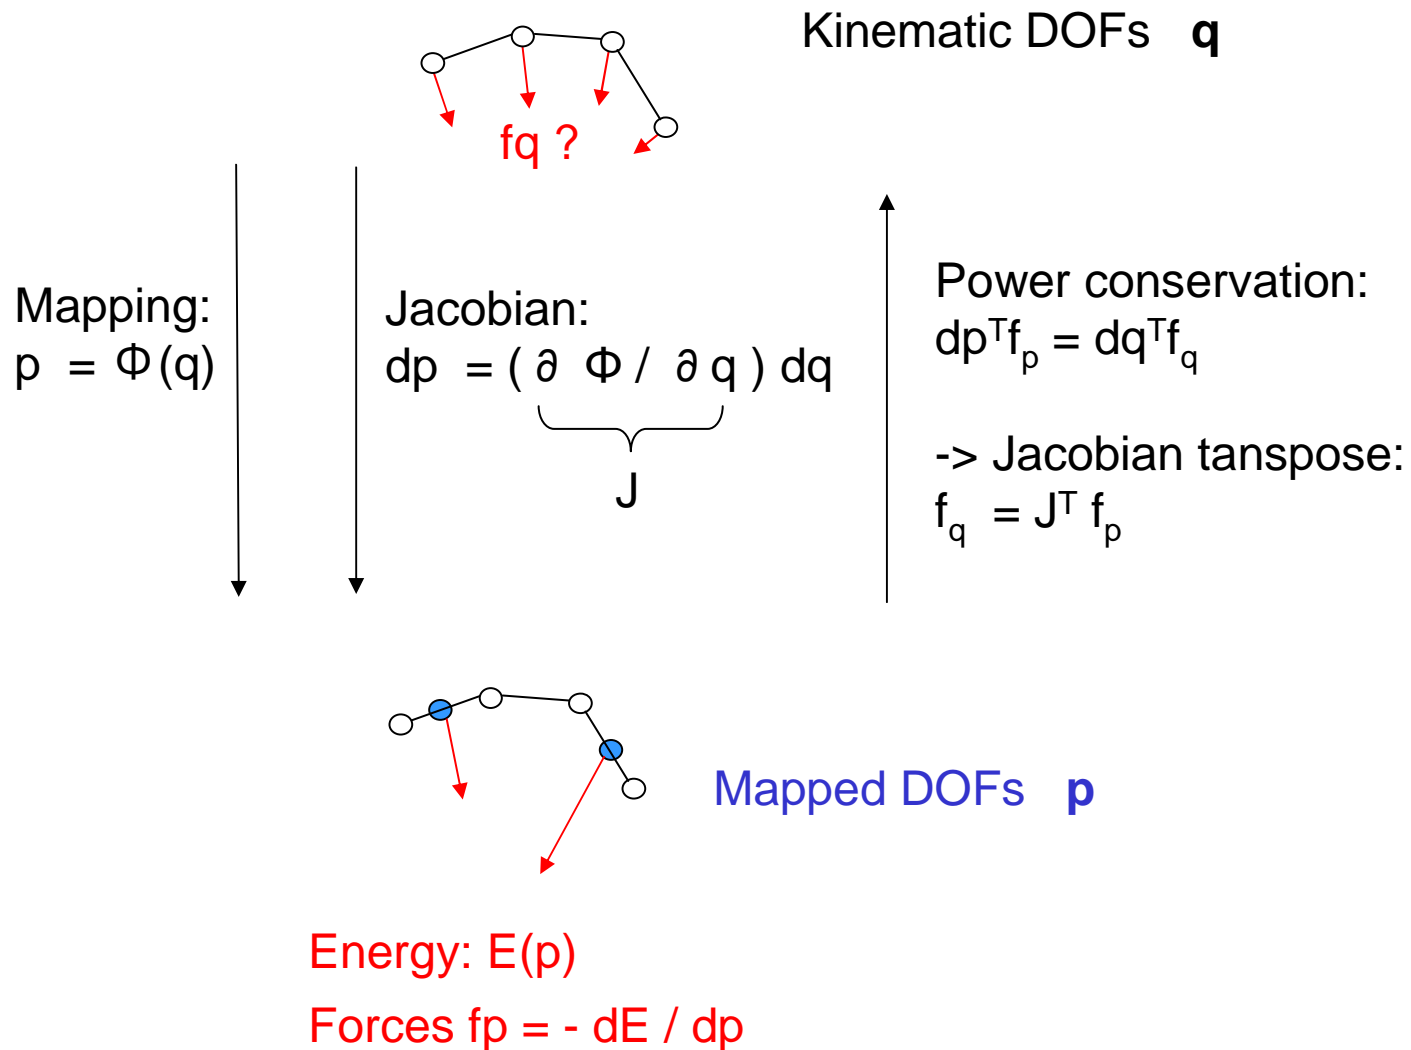 Kinematic DOFs q
fq ?
Mapping:
p = Φ(q)
Jacobian:
dp = ( ∂ Φ / ∂ q ) dq
J
Power conservation:
dpᵀfₚ = dqᵀf_q
-> Jacobian tanspose:
f_q = Jᵀ fₚ
Mapped DOFs p
Energy: E(p)
Forces fp = - dE / dp